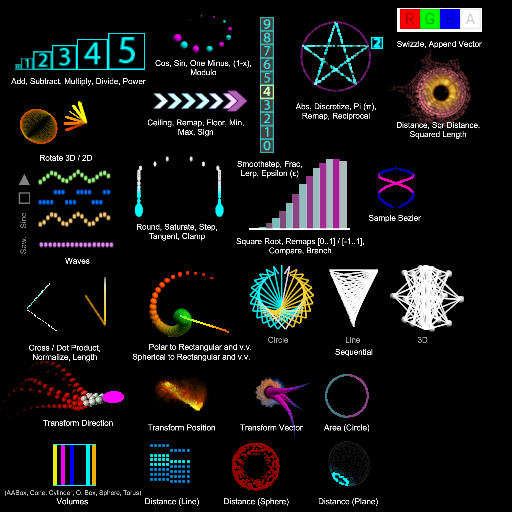 1 2 3 4 5
Add, Subtract, Multiply, Divide, Power
Cos, Sin, One Minus, (1-x),
Modulo
9
8
7
6
5
4
3
2
1
0
2
Abs, Discretize, Pi (π),
Remap, Reciprocal
R G B A
Swizzle, Append Vector
Rotate 3D / 2D
Ceiling, Remap, Floor, Min,
Max, Sign
Distance, Sqr Distance,
Squared Length
Smoothstep, Frac,
Lerp, Epsilon (ε)
Saw, Sine
Waves
Round, Saturate, Step,
Tangent, Clamp
Square Root, Remaps [0..1] / [-1..1],
Compare, Branch
Sample Bezier
Cross / Dot Product,
Normalize, Length
Polar to Rectangular and v.v.
Spherical to Rectangular and v.v.
Circle
Line
3D
Sequential
Transform Direction
Transform Position
Transform Vector
Area (Circle)
(AABox, Cone, Cylinder, O. Box, Sphere, Torus)
Volumes
Distance (Line)
Distance (Sphere)
Distance (Plane)